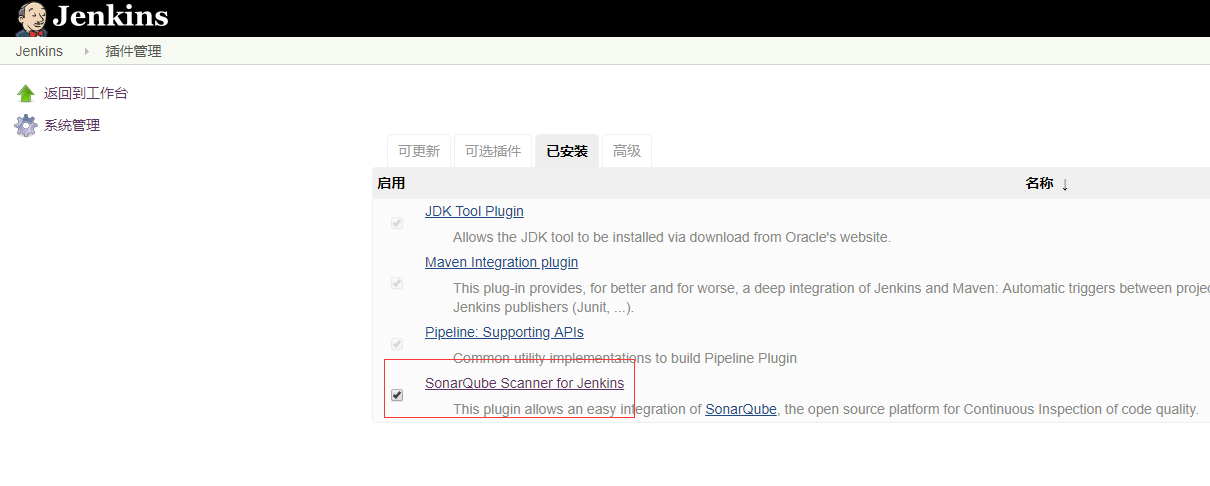 Jenkins
Jenkins 插件管理
返回到工作台
系统管理
可更新 可选插件 已安装 高级
启用 名称 ↓
JDK Tool Plugin
Allows the JDK tool to be installed via download from Oracle's website.
Maven Integration plugin
This plug-in provides, for better and for worse, a deep integration of Jenkins and Maven: Automatic triggers between projec
Jenkins publishers (Junit, ...).
Pipeline: Supporting APIs
Common utility implementations to build Pipeline Plugin
SonarQube Scanner for Jenkins
This plugin allows an easy integration of SonarQube, the open source platform for Continuous Inspection of code quality.